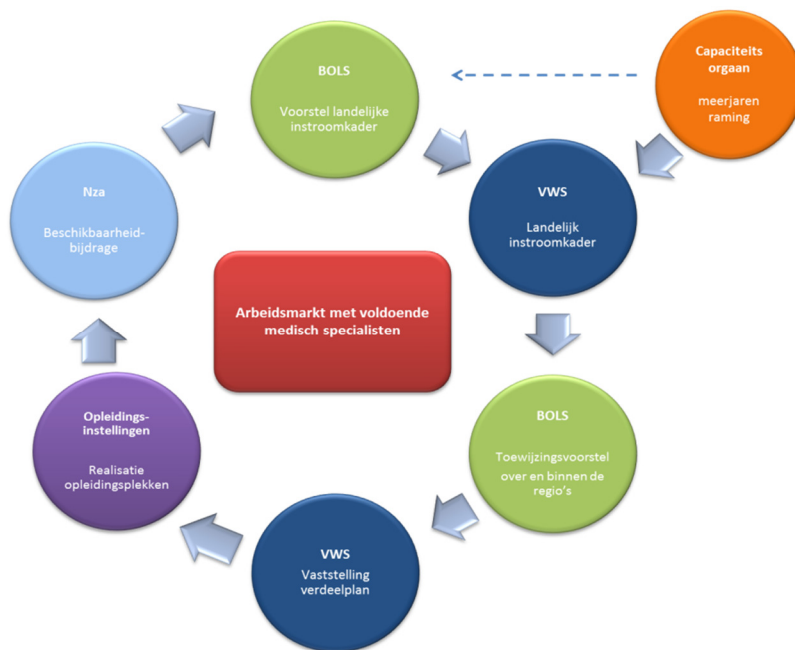 BOLS
Voorstel landelijke
instroomkader
Capaciteits
orgaan
meerjaren
raming
VWS
Landelijk
instroomkader
BOLS
Toewijzingsvoorstel
over en binnen de
regio's
VWS
Vaststelling
verdeelplan
Opleidings-
instellingen
Realisatie
opleidingsplekken
Nza
Beschikbaarheid-
bijdrage
Arbeidsmarkt met voldoende
medisch specialisten